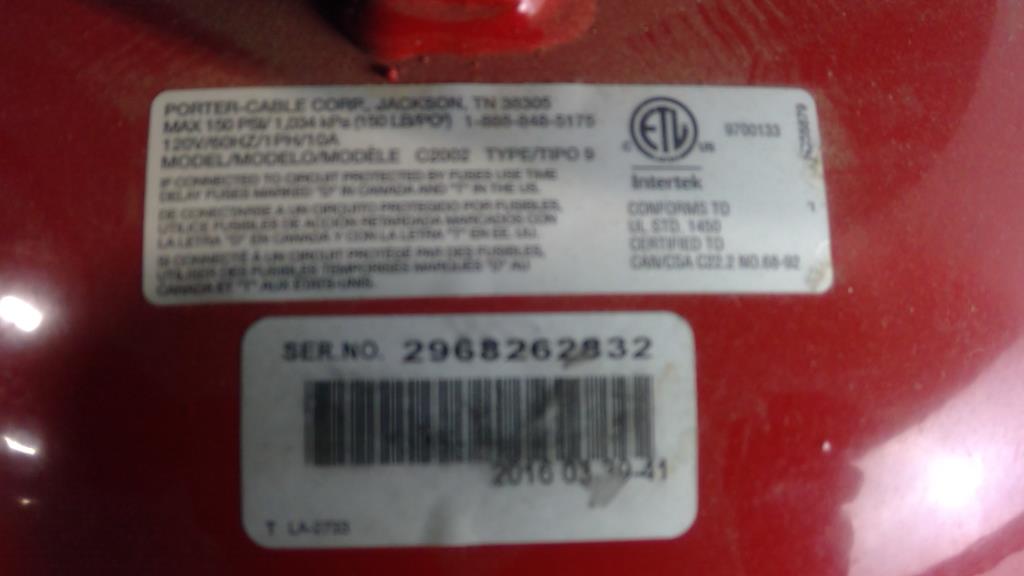 PORTER-CABLE CORP., JACKSON, TN 38305
MAX 150 PSI/ 1,034 kPa (150 LB/PO²) 1-888-848-5175
120V/60HZ/1PH/10A
MODEL/MODELO/MODÈLE C2002 TYPE/TIPO 9
IF CONNECTED TO CIRCUIT PROTECTED BY FUSES USE TIME
DELAY FUSES MARKED "D" IN CANADA AND "T" IN THE US.
DE CONECTARSE A UN CIRCUITO PROTEGIDO POR FUSIBLES,
UTILICE FUSIBLES DE ACCIÓN RETARDADA MARCADOS CON
LA LETRA "D" EN CANADA Y CON LA LETRA "T" EN EE. UU.
SI CONNECTÉ À UN CIRCUIT PROTÉGÉ PAR DES FUSIBLES,
UTILISER DES FUSIBLES TEMPORISÉS MARQUÉS "D" AU
CANADA ET "T" AUX ÉTATS-UNIS.
ETL
C US
9700133
Intertek
CONFORMS TO
UL STD. 1450
CERTIFIED TO
CAN/CSA C22.2 NO.68-92
SER.NO. 2968262832
2016 03 41
T LA-2733